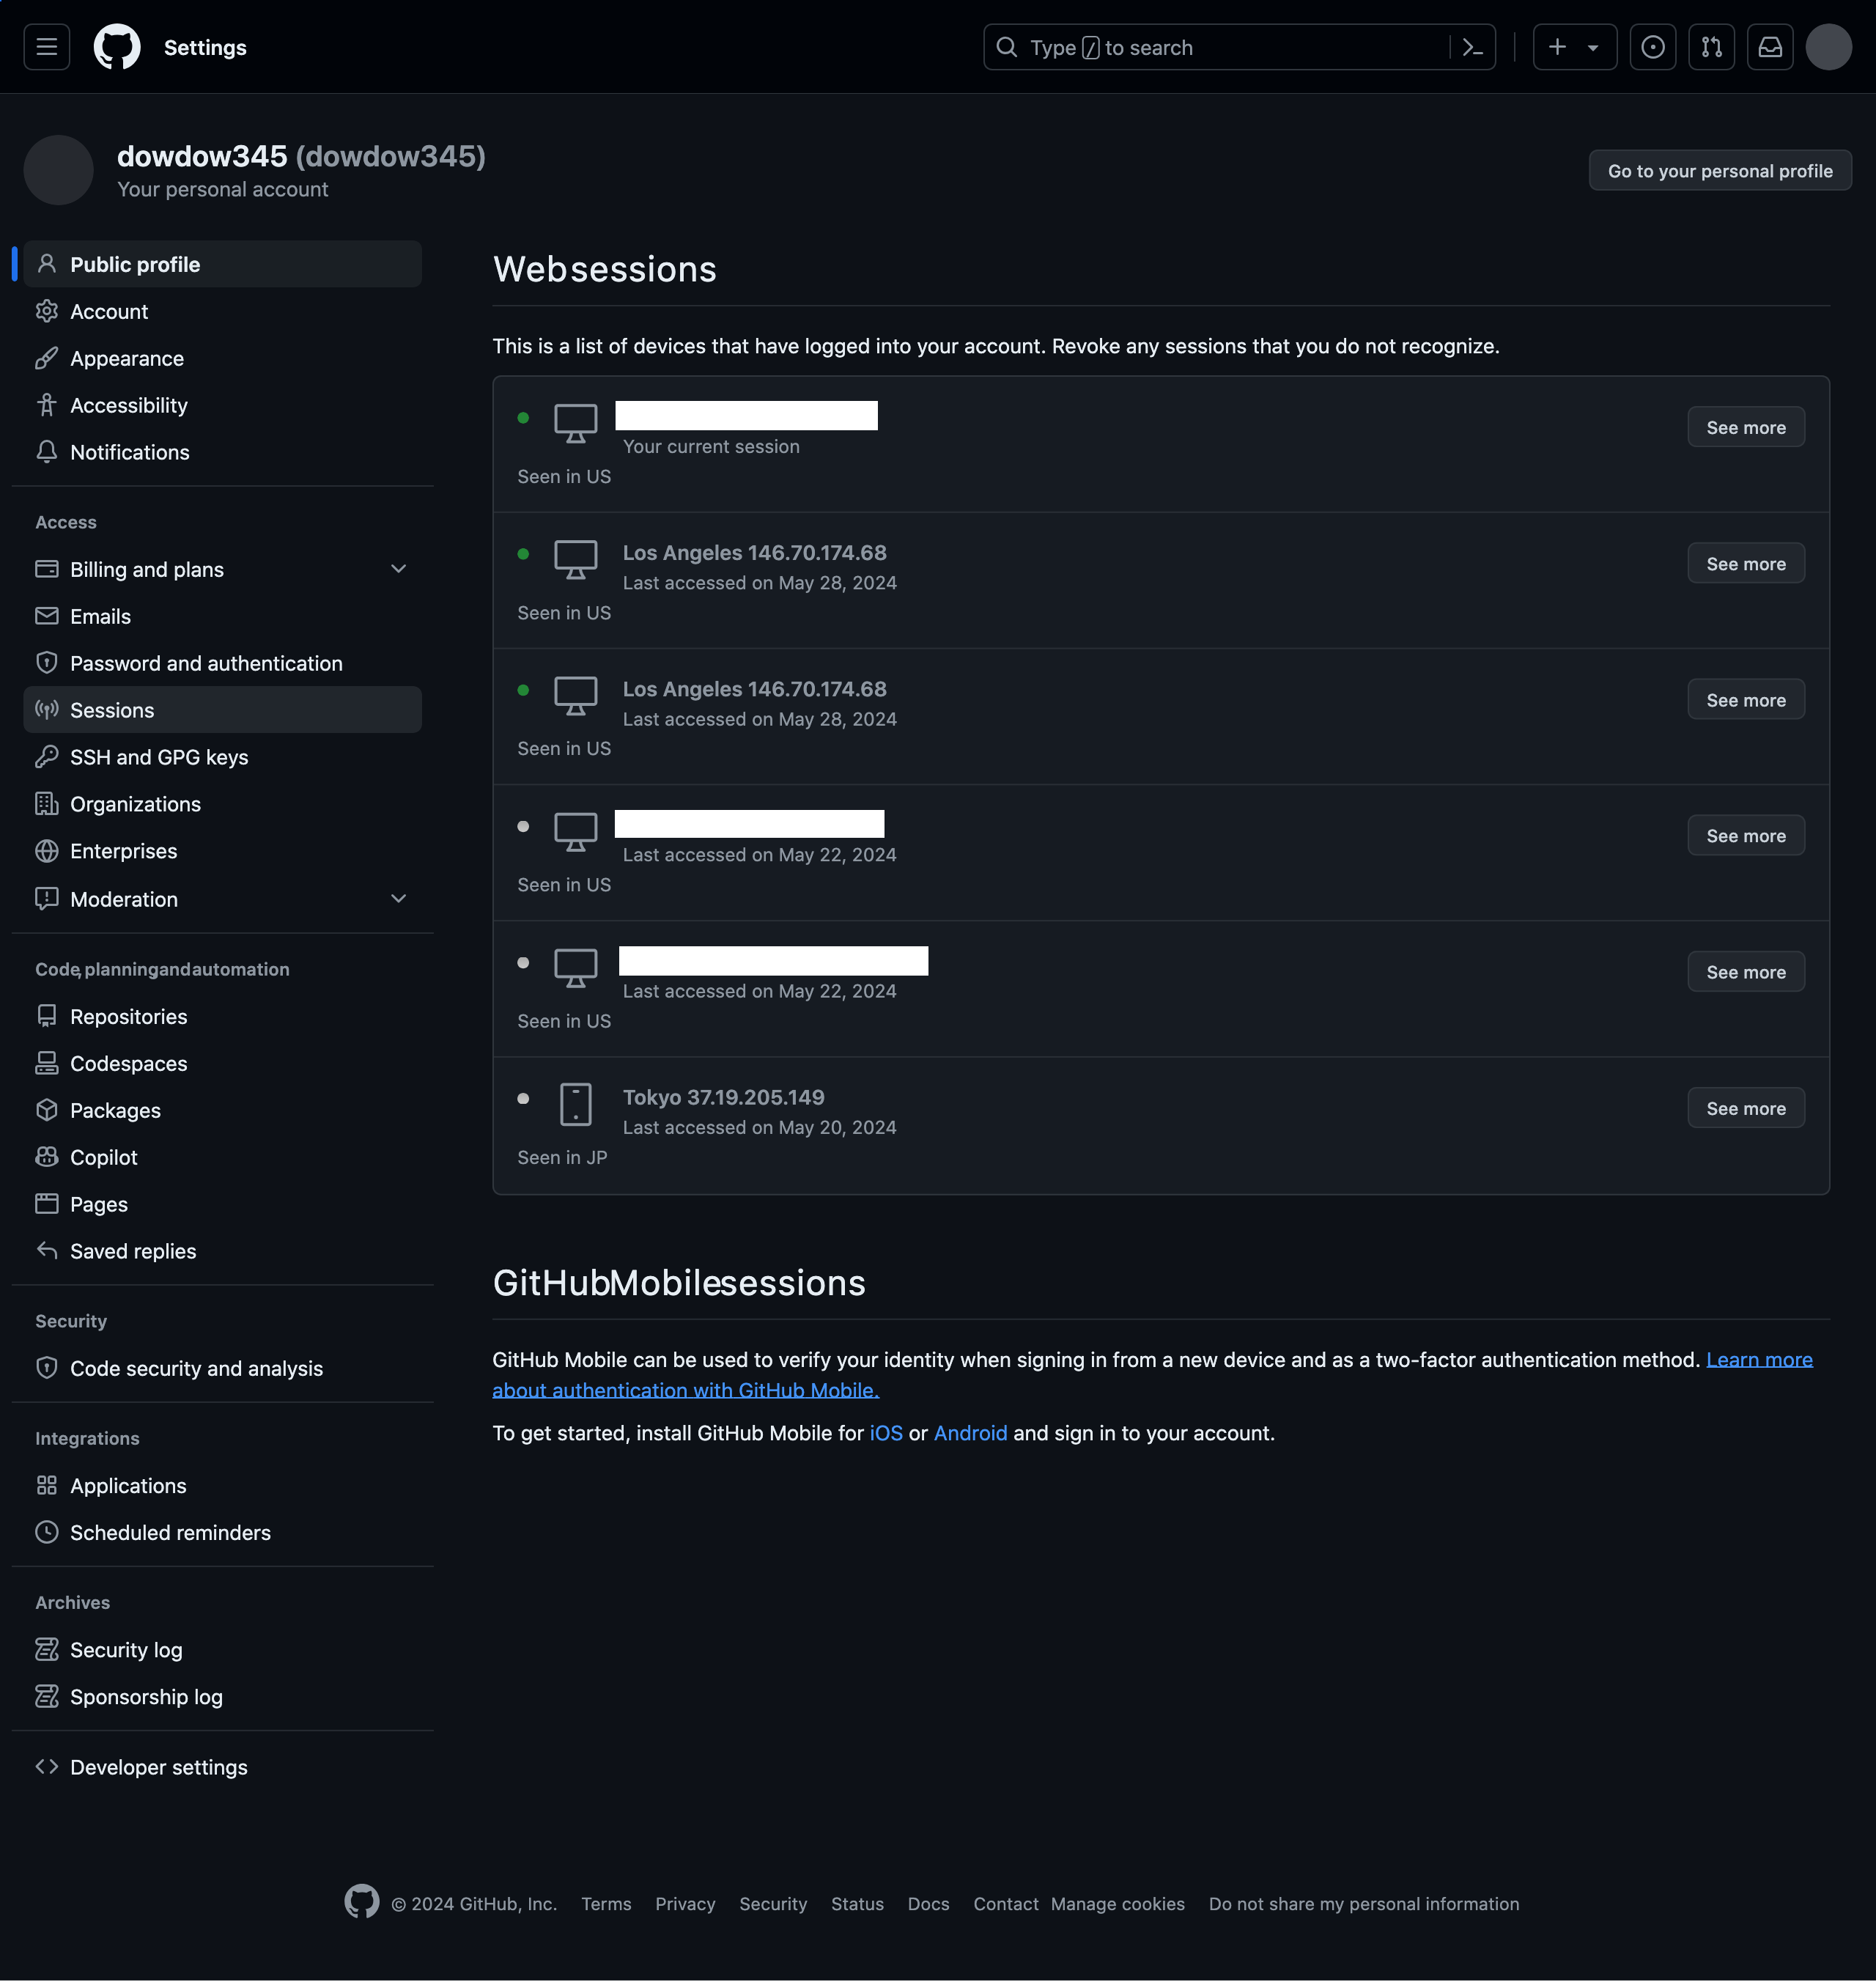 Settings
Type / to search
dowdow345 (dowdow345)
Your personal account
Go to your personal profile
Public profile
Account
Appearance
Accessibility
Notifications
Access
Billing and plans
Emails
Password and authentication
Sessions
SSH and GPG keys
Organizations
Enterprises
Moderation
Code, planning and automation
Repositories
Codespaces
Packages
Copilot
Pages
Saved replies
Security
Code security and analysis
Integrations
Applications
Scheduled reminders
Archives
Security log
Sponsorship log
Developer settings
Web sessions
This is a list of devices that have logged into your account. Revoke any sessions that you do not recognize.
Your current session
See more
Seen in US
Los Angeles 146.70.174.68
See more
Last accessed on May 28, 2024
Seen in US
Los Angeles 146.70.174.68
See more
Last accessed on May 28, 2024
Seen in US
See more
Last accessed on May 22, 2024
Seen in US
See more
Last accessed on May 22, 2024
Seen in US
Tokyo 37.19.205.149
See more
Last accessed on May 20, 2024
Seen in JP
GitHub Mobile sessions
GitHub Mobile can be used to verify your identity when signing in from a new device and as a two-factor authentication method. Learn more
about authentication with GitHub Mobile.
To get started, install GitHub Mobile for iOS or Android and sign in to your account.
© 2024 GitHub, Inc. Terms Privacy Security Status Docs Contact Manage cookies Do not share my personal information